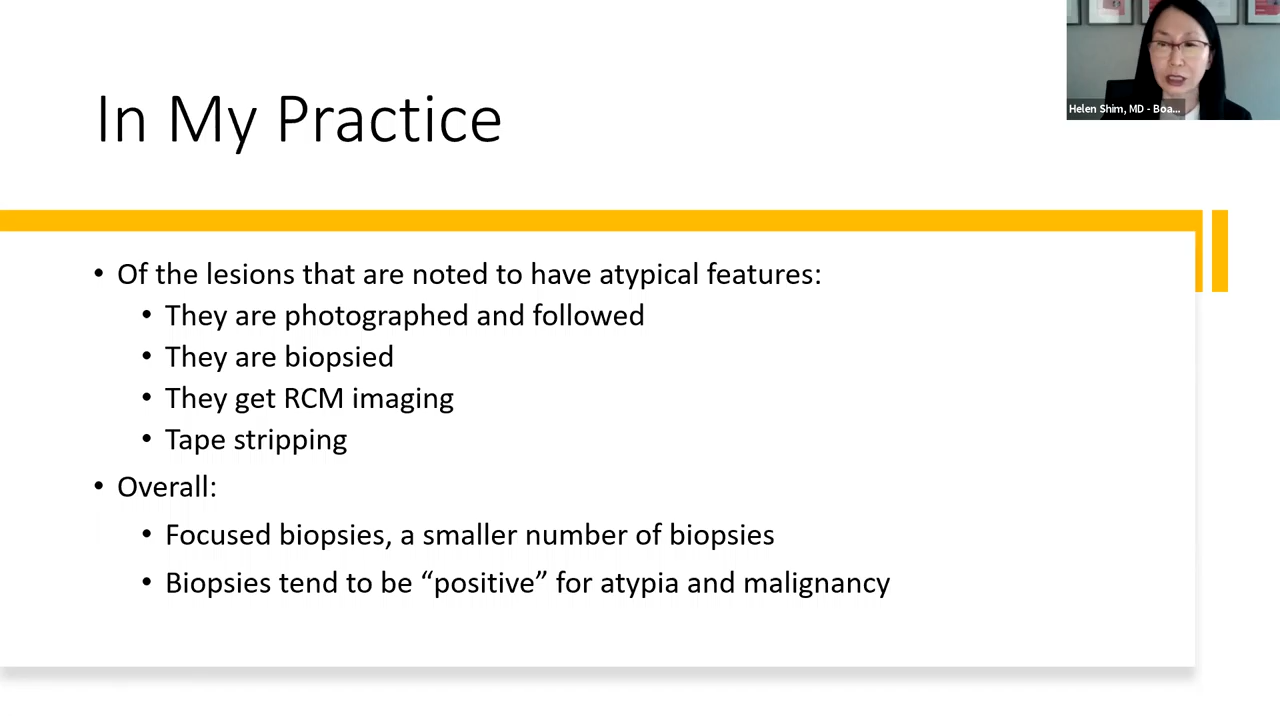 Helen Shim, MD - Boa...
In My Practice
• Of the lesions that are noted to have atypical features:
• They are photographed and followed
• They are biopsied
• They get RCM imaging
• Tape stripping
• Overall:
• Focused biopsies, a smaller number of biopsies
• Biopsies tend to be “positive” for atypia and malignancy